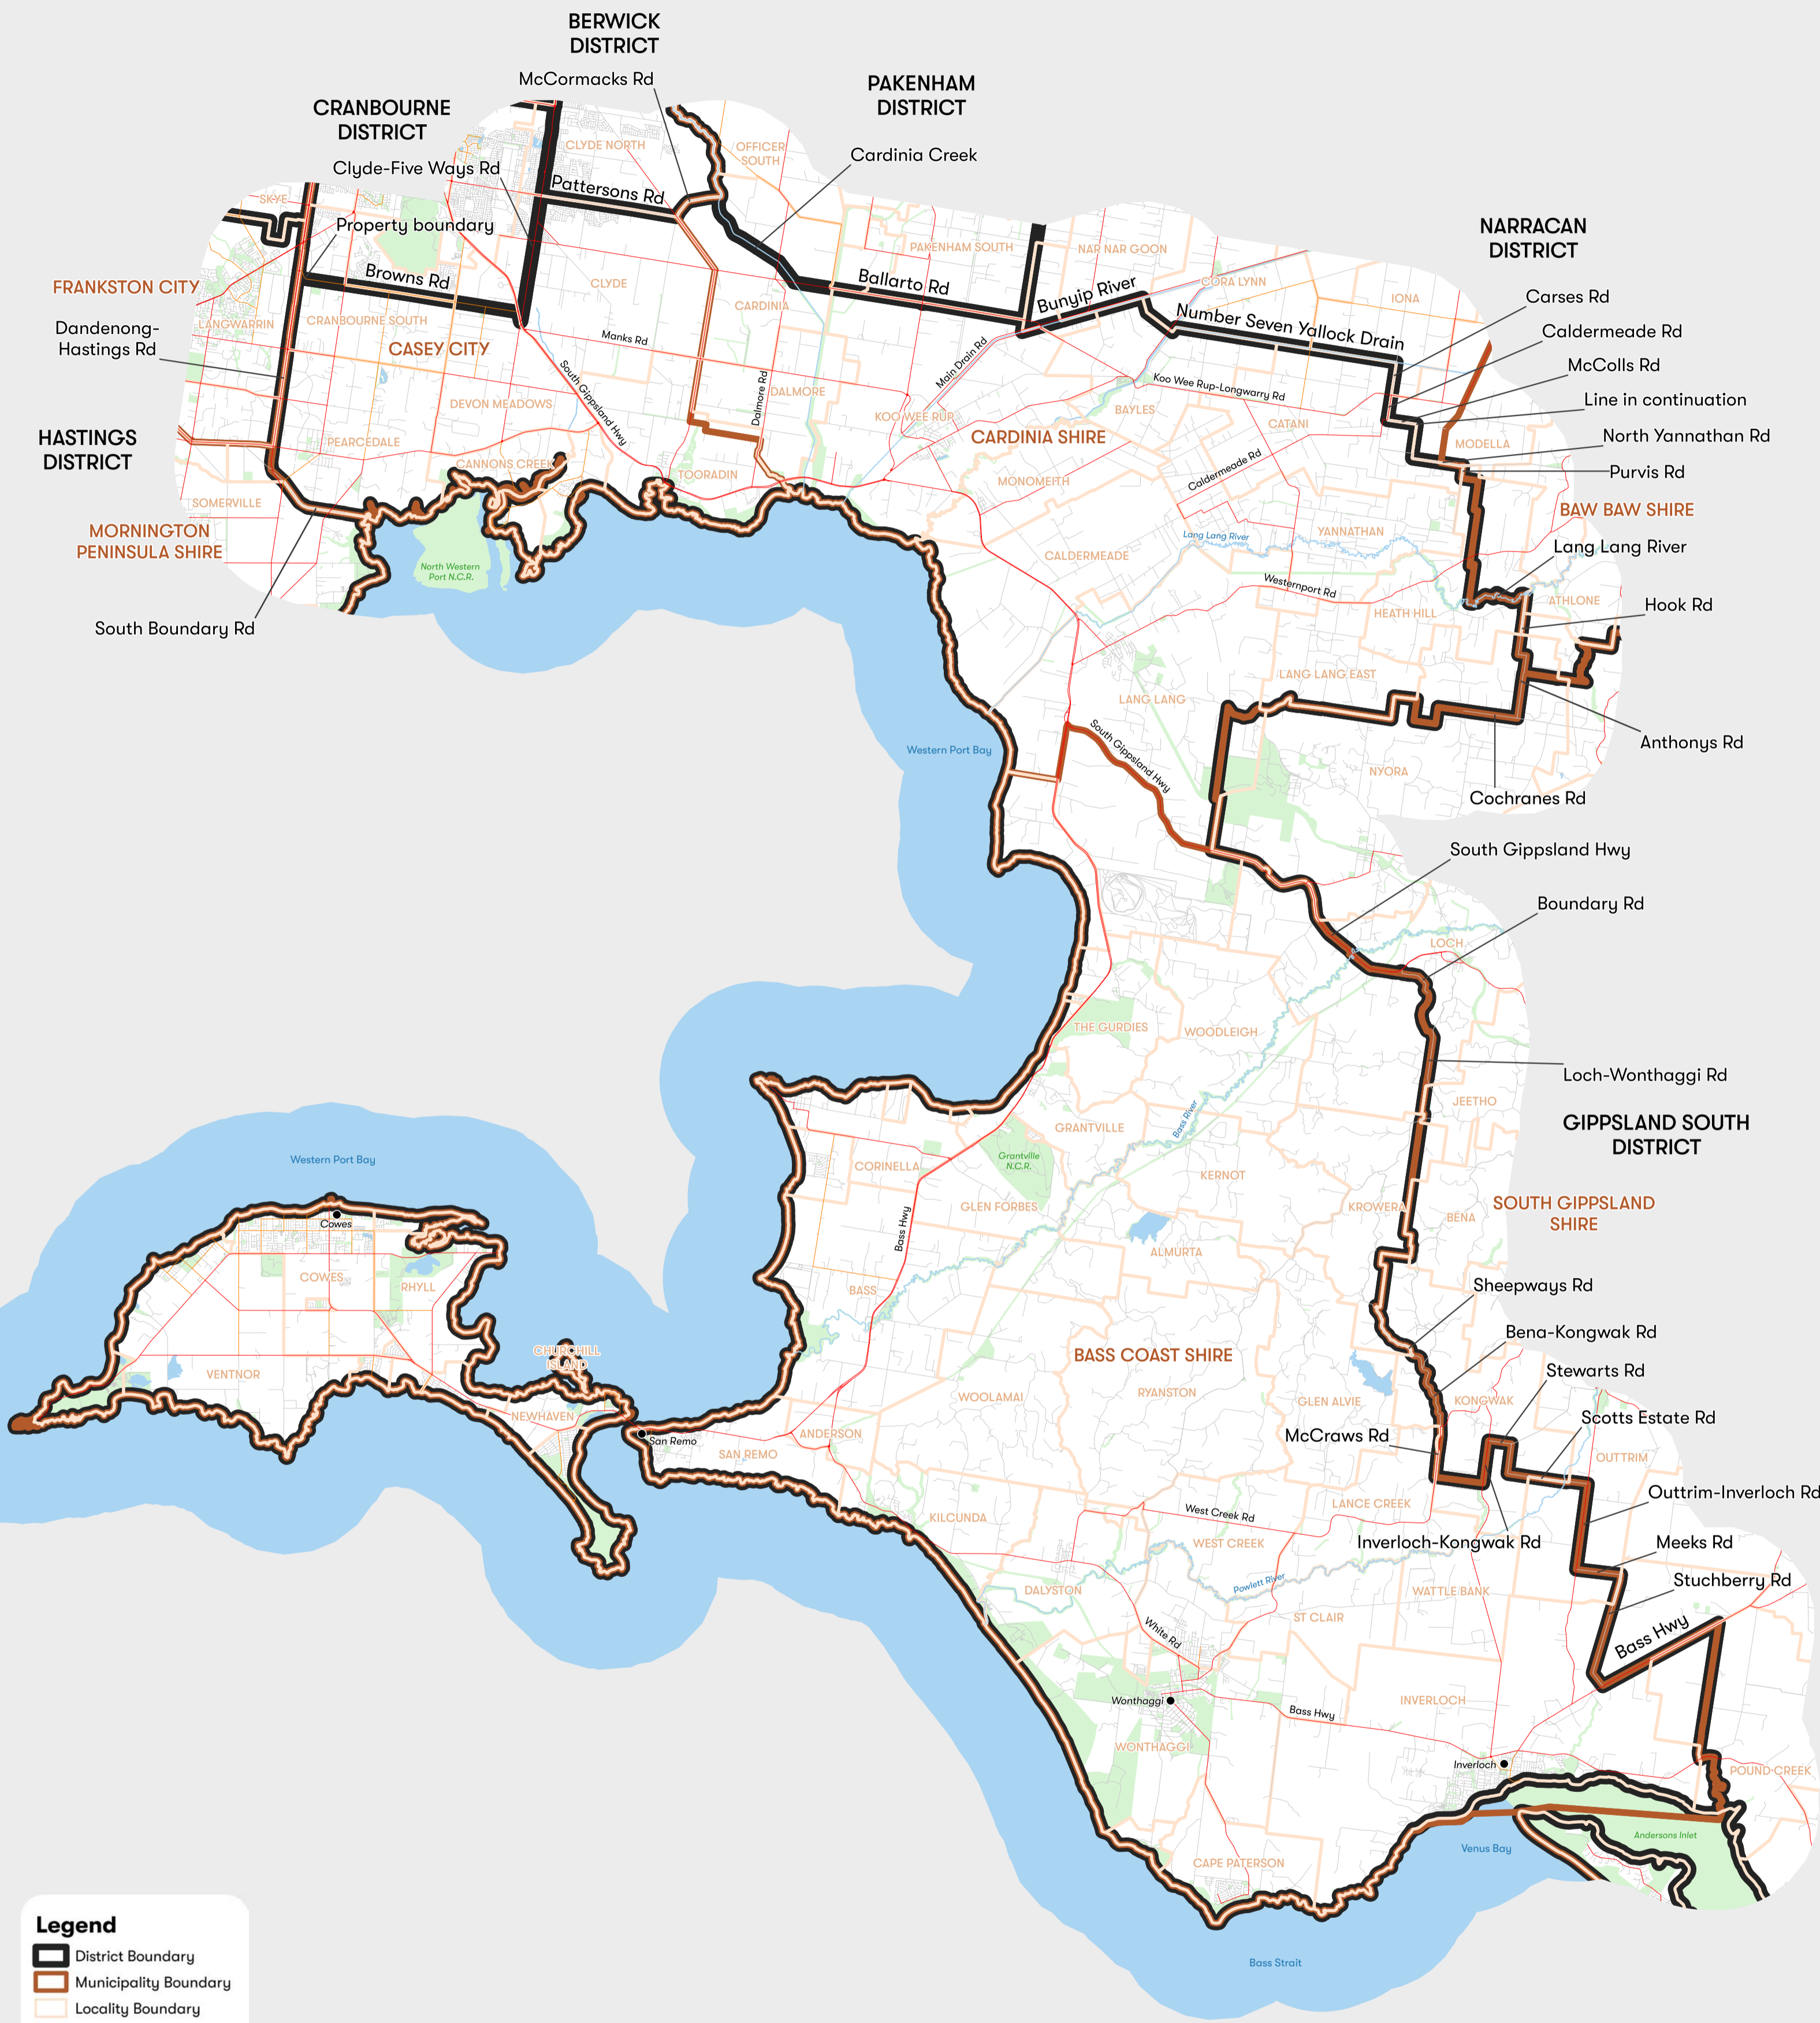 BERWICK
DISTRICT
McCormacks Rd
PAKENHAM
DISTRICT
CRANBOURNE
DISTRICT
Clyde-Five Ways Rd
CLYDE NORTH
OFFICER
SOUTH
Cardinia Creek
Pattersons Rd
SKYE
Property boundary
NARRACAN
DISTRICT
PAKENHAM SOUTH
NAR NAR GOON
Browns Rd
FRANKSTON CITY
CLYDE
Ballarto Rd
Bunyip River
CORA LYNN
IONA
Carses Rd
CARDINIA
LANGWARRIN
CRANBOURNE SOUTH
Dandenong-
Hastings Rd
Manks Rd
CASEY CITY
Number Seven Yallock Drain
Caldermeade Rd
Main Drain Rd
McColls Rd
South Gippsland Hwy
Dalmore Rd
DALMORE
Koo Wee Rup-Longwarry Rd
Line in continuation
DEVON MEADOWS
KOO WEE RUP
BAYLES
CATANI
HASTINGS
DISTRICT
PEARCEDALE
CARDINIA SHIRE
North Yannathan Rd
MODELLA
CANNONS CREEK
TOORADIN
Caldermeade Rd
Purvis Rd
MONOMEITH
SOMERVILLE
BAW BAW SHIRE
MORNINGTON
PENINSULA SHIRE
YANNATHAN
Lang Lang River
Lang Lang River
CALDERMEADE
North Western
Port N.C.R.
Westernport Rd
ATHLONE
Hook Rd
HEATH HILL
South Boundary Rd
LANG LANG EAST
LANG LANG
South Gippsland Hwy
Anthonys Rd
Western Port Bay
NYORA
Cochranes Rd
South Gippsland Hwy
Boundary Rd
LOCH
THE GURDIES
WOODLEIGH
Loch-Wonthaggi Rd
JEETHO
GIPPSLAND SOUTH
DISTRICT
Bass River
GRANTVILLE
Western Port Bay
Grantville
N.C.R.
CORINELLA
KERNOT
GLEN FORBES
KROWERA
BENA
SOUTH GIPPSLAND
SHIRE
Cowes
Bass Hwy
ALMURTA
COWES
RHYLL
BASS
Sheepways Rd
Bena-Kongwak Rd
CHURCHILL
ISLAND
BASS COAST SHIRE
VENTNOR
Stewarts Rd
WOOLAMAI
RYANSTON
GLEN ALVIE
KONGWAK
NEWHAVEN
Scotts Estate Rd
ANDERSON
McCraws Rd
San Remo
SAN REMO
OUTTRIM
Outtrim-Inverloch Rd
LANCE CREEK
KILCUNDA
West Creek Rd
WEST CREEK
Inverloch-Kongwak Rd
Meeks Rd
Powlett River
DALYSTON
WATTLE BANK
Stuchberry Rd
ST CLAIR
White Rd
Bass Hwy
Wonthaggi
INVERLOCH
Bass Hwy
WONTHAGGI
Inverloch
POUND CREEK
Andersons Inlet
Venus Bay
CAPE PATERSON
Bass Strait
Legend
District Boundary
Municipality Boundary
Locality Boundary